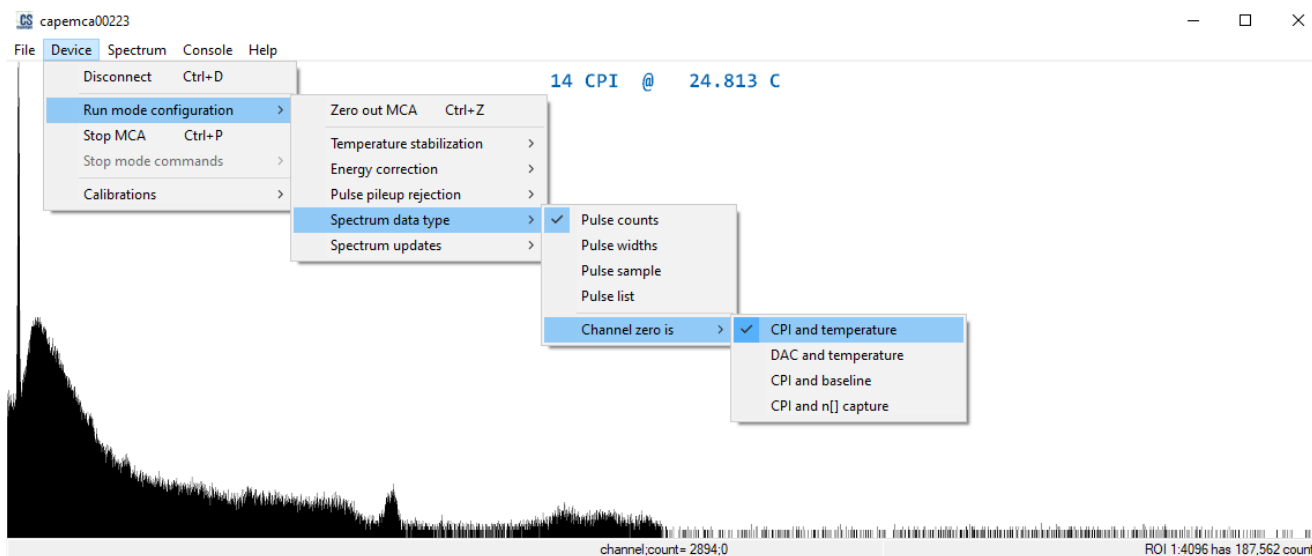 CS capemca00223
File Device Spectrum Console Help
14 CPI @ 24.813 C
Disconnect Ctrl+D
Run mode configuration >
Stop MCA Ctrl+P
Stop mode commands >
Calibrations >
Zero out MCA Ctrl+Z
Temperature stabilization >
Energy correction >
Pulse pileup rejection >
Spectrum data type >
Spectrum updates >
✓ Pulse counts
Pulse widths
Pulse sample
Pulse list
Channel zero is >
✓ CPI and temperature
DAC and temperature
CPI and baseline
CPI and n[] capture
channel;count= 2894;0
ROI 1:4096 has 187,562 count